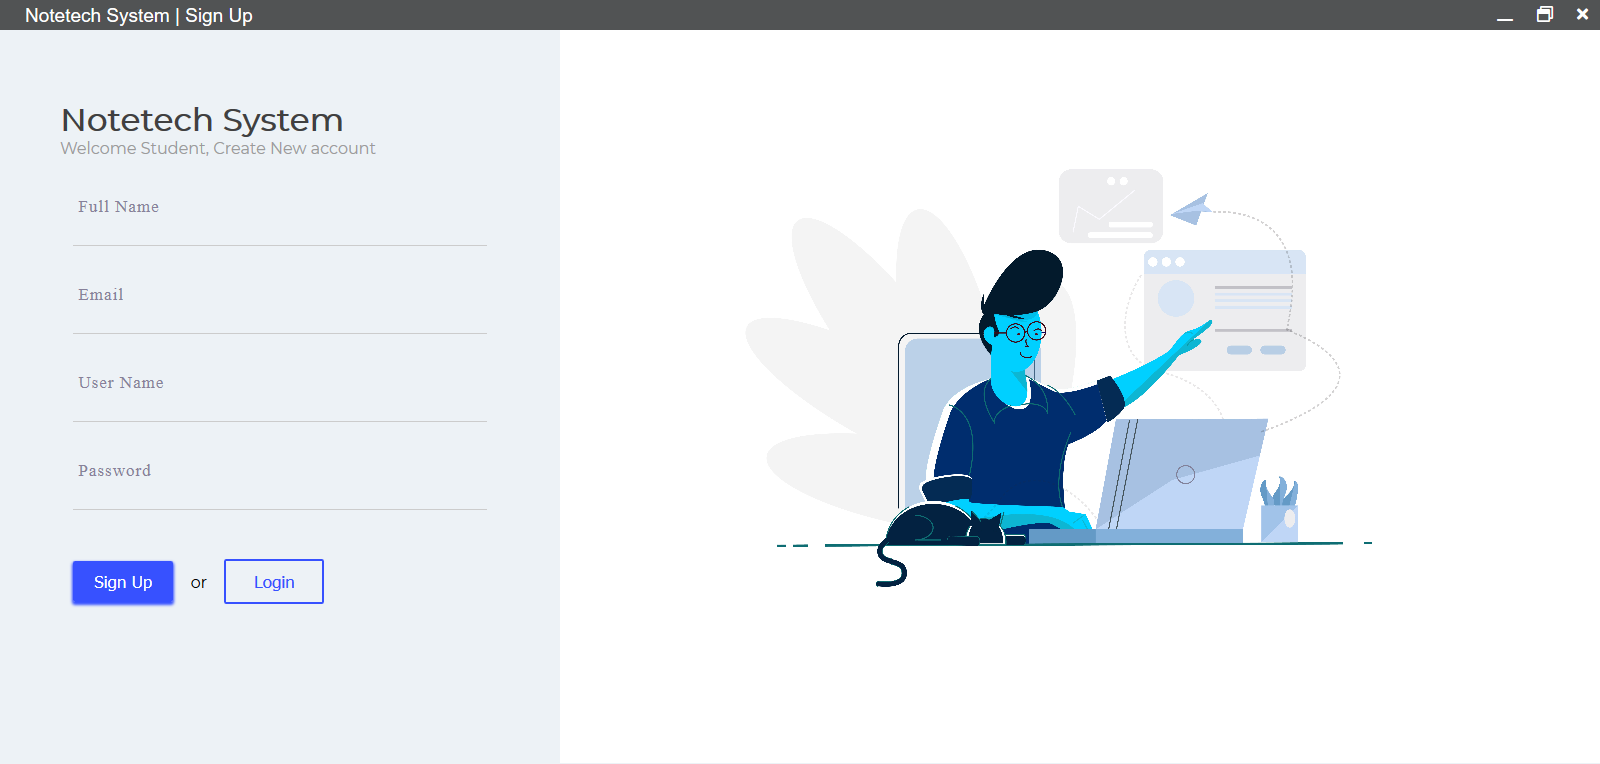 Notetech System | Sign Up
Notetech System
Welcome Student, Create New account
Full Name
Email
User Name
Password
Sign Up or Login